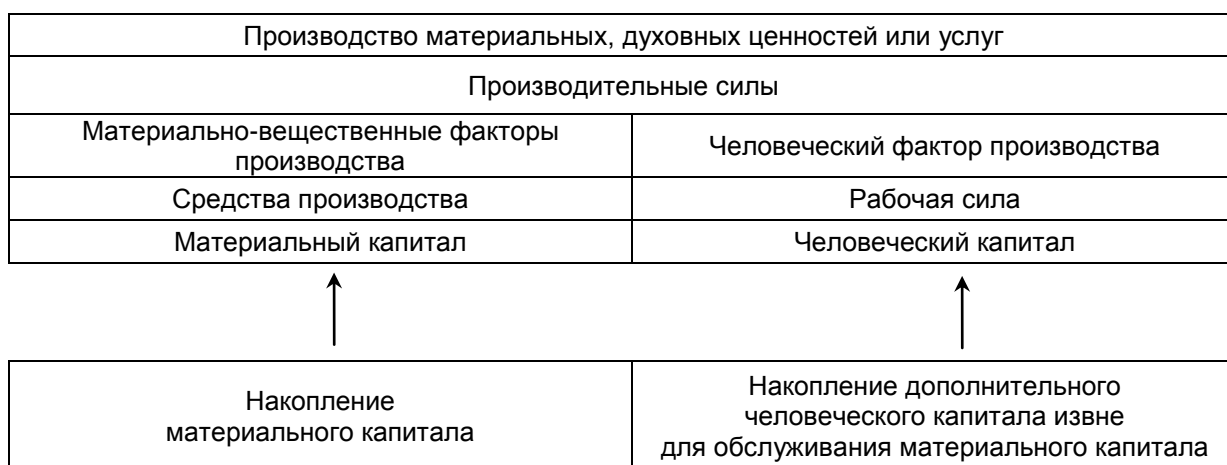 Производство материальных, духовных ценностей или услуг
Производительные силы
Материально-вещественные факторы
производства
Человеческий фактор производства
Средства производства
Рабочая сила
Материальный капитал
Человеческий капитал
Накопление
материального капитала
Накопление дополнительного
человеческого капитала извне
для обслуживания материального капитала